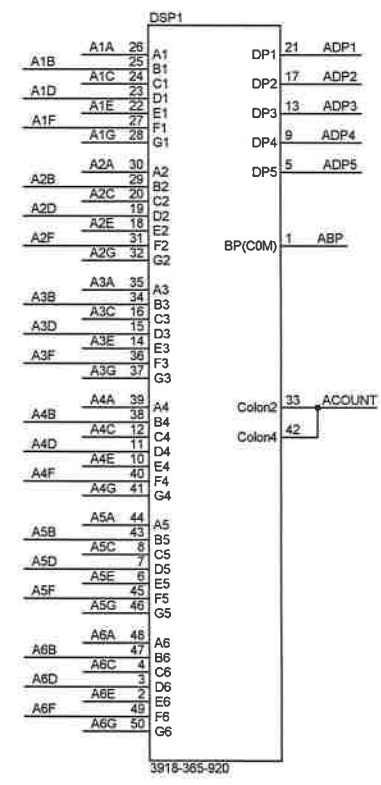 DSP1
A1A 26 A1 21 ADP1
A1B 25 B1 DP1
A1C 24 C1 17 ADP2
A1D 23 D1 DP2
A1E 22 E1 13 ADP3
A1F 27 F1 DP3
A1G 28 G1 9 ADP4
DP4
A2A 30 A2 5 ADP5
A2B 29 B2 DP5
A2C 20 C2
A2D 19 D2
A2E 18 E2
A2F 31 F2 BP(C0M) 1 ABP
A2G 32 G2
A3A 35 A3
A3B 34 B3
A3C 16 C3
A3D 15 D3
A3E 14 E3
A3F 36 F3
A3G 37 G3
A4A 39 A4 Colon2 33 ACOUNT
A4B 38 B4
A4C 12 C4 Colon4 42
A4D 11 D4
A4E 10 E4
A4F 40 F4
A4G 41 G4
A5A 44 A5
A5B 43 B5
A5C 8 C5
A5D 7 D5
A5E 6 E5
A5F 45 F5
A5G 46 G5
A6A 48 A6
A6B 47 B6
A6C 4 C6
A6D 3 D6
A6E 2 E6
A6F 49 F6
A6G 50 G6
3918-365-920